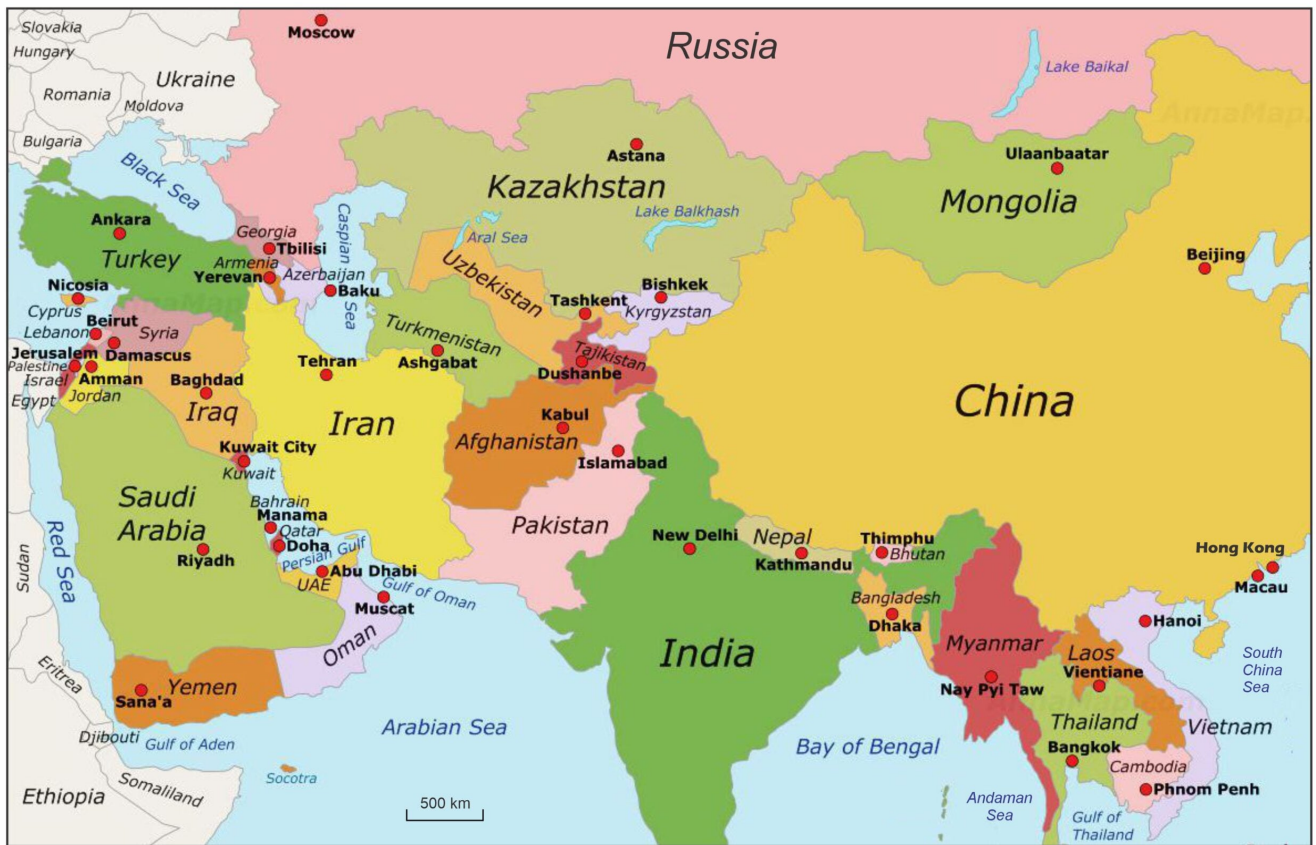 Slovakia
Moscow
Russia
Hungary
Ukraine
Lake Baikal
Romania
Moldova
AnnaMap.
Bulgaria
Astana
Ulaanbaatar
Black Sea
Kazakhstan
Mongolia
Caspian Sea
Lake Balkhash
Ankara
Georgia
Aral Sea
Tbilisi
Turkey
Armenia
Uzbekistan
Beijing
Yerevan
Azerbaijan
Nicosia
Baku
Bishkek
Tashkent
Kyrgyzstan
Cyprus
Beirut
Lebanon
Syria
Turkmenistan
Jerusalem
Damascus
Tehran
Ashgabat
Tajikistan
Palestine
Dushanbe
Israel
Amman
Baghdad
Jordan
Egypt
China
Iraq
Iran
Kabul
Afghanistan
Kuwait City
Islamabad
Kuwait
Saudi
Arabia
Bahrain
Manama
Qatar
Doha
Persian Gulf
Pakistan
New Delhi
Nepal
Kathmandu
Thimphu
Bhutan
Hong Kong
Macau
Red Sea
Riyadh
Abu Dhabi
UAE
Gulf of Oman
Muscat
Sudan
Bangladesh
Dhaka
Hanoi
Oman
India
Myanmar
Laos
Vientiane
South
China
Sea
Eritrea
Yemen
Sana'a
Nay Pyi Taw
AnnaMap.com
Thailand
Vietnam
Arabian Sea
Djibouti
Gulf of Aden
Bay of Bengal
Bangkok
Cambodia
Socotra
Phnom Penh
Ethiopia
Somaliland
500 km
Andaman
Sea
Gulf of
Thailand